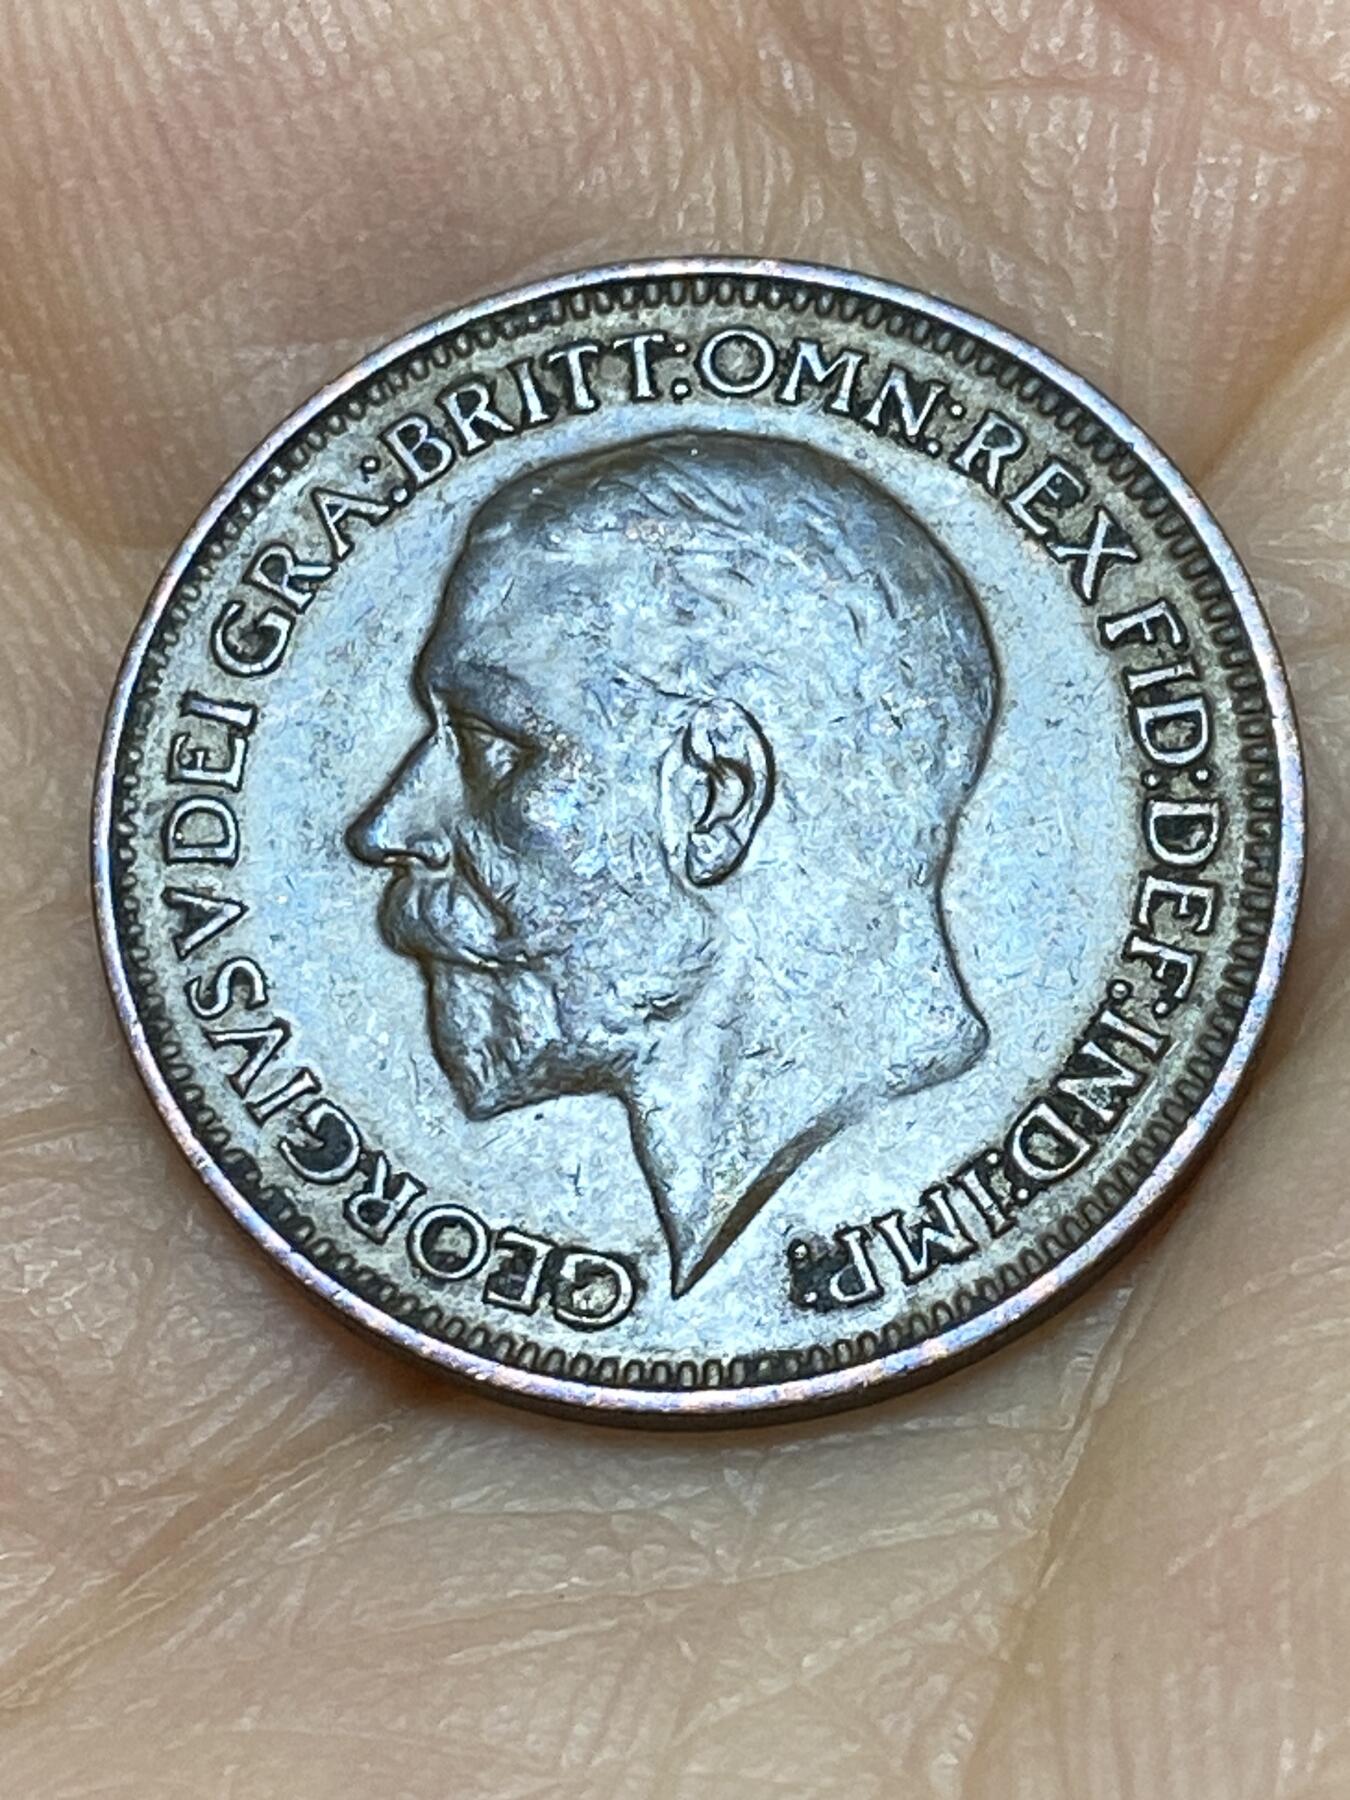 GEORGIVS V DEI GRA: BRITT: OMN: REX FID: DEF: IND: IMP: